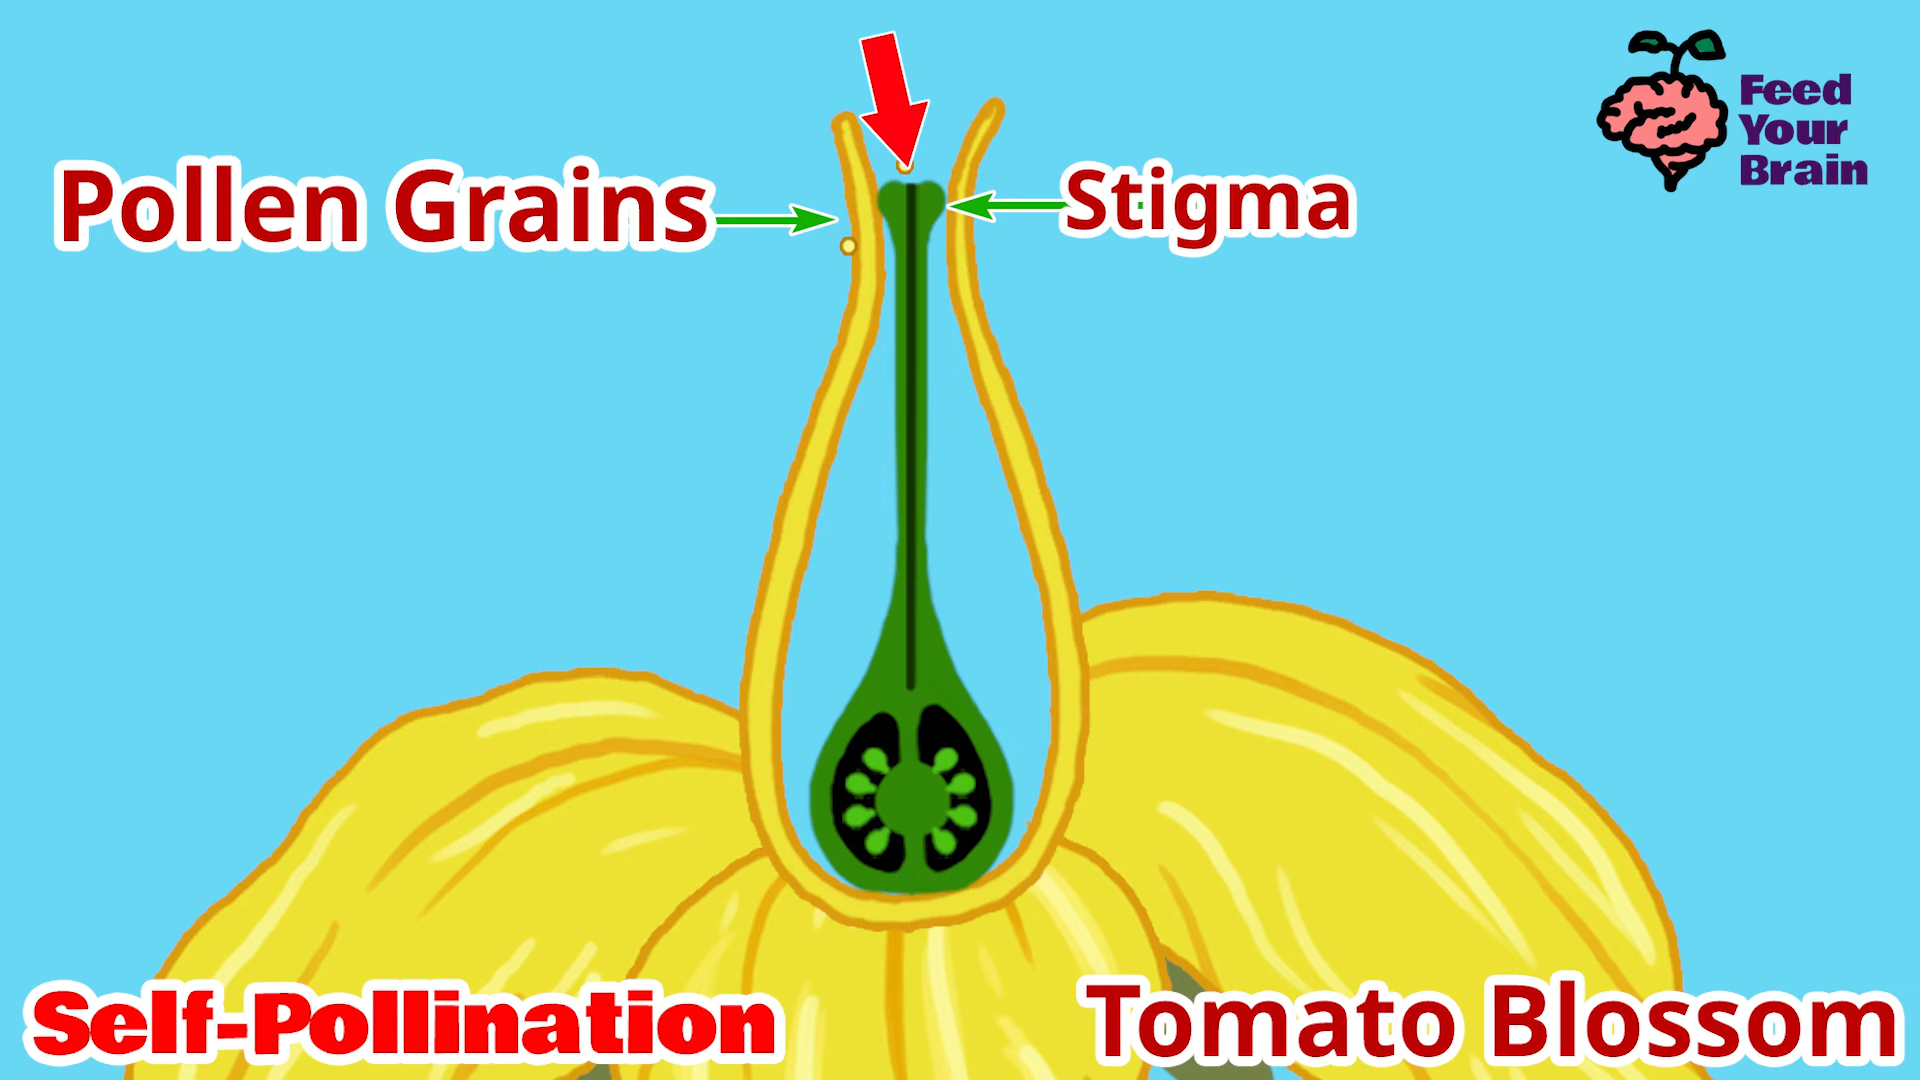 Feed
Your
Brain
Pollen Grains
Stigma
Self-Pollination
Tomato Blossom